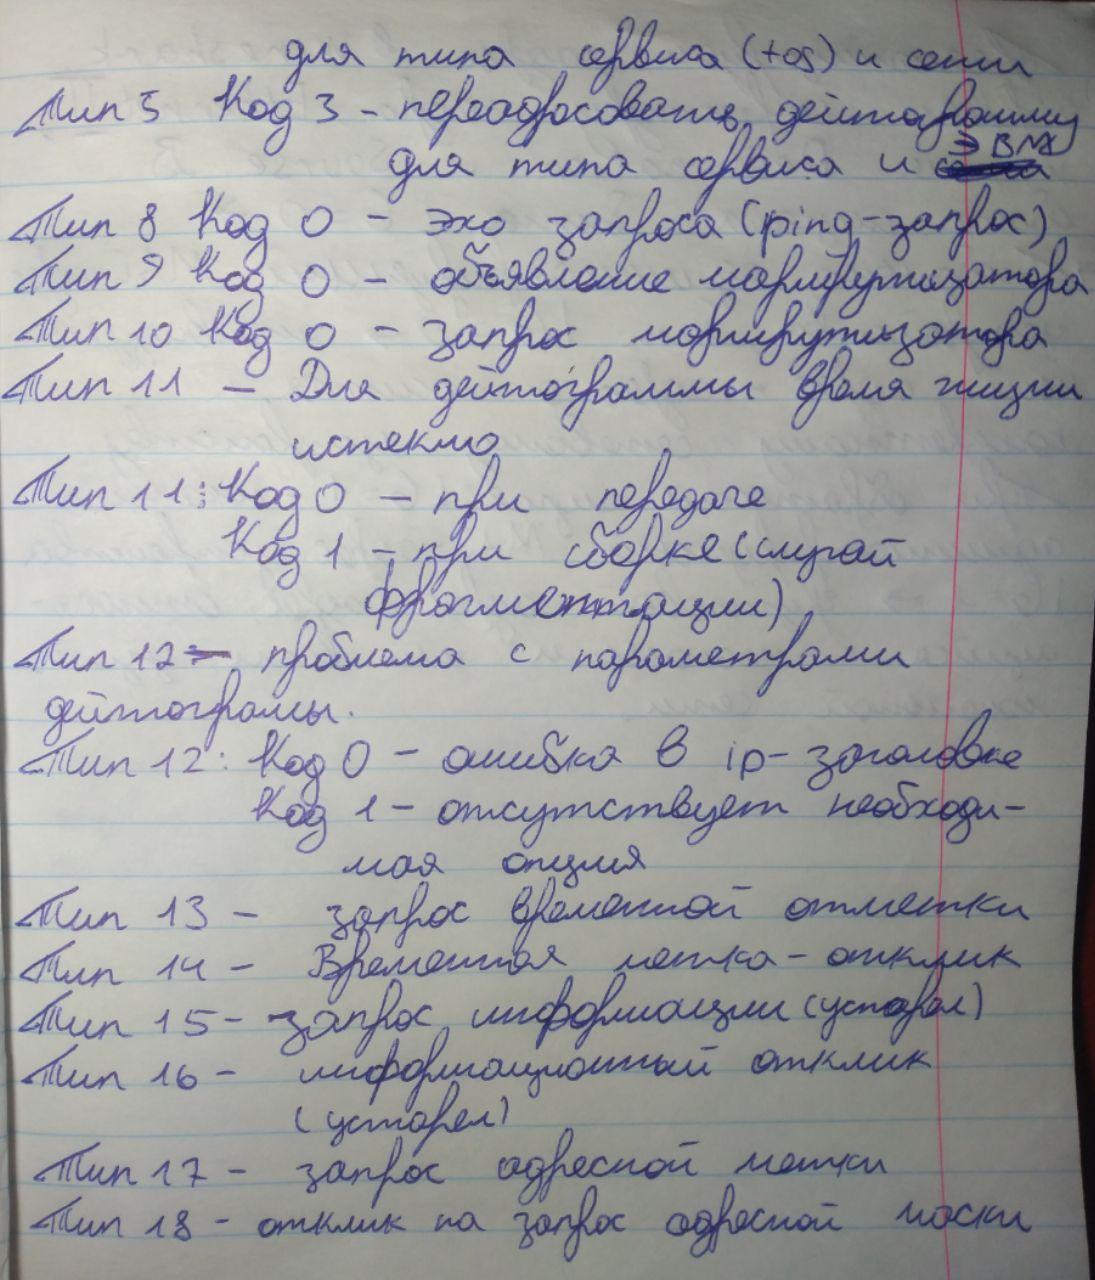 для типа сервиса (tos) и сети
Тип 5 Код 3 - переадресовать дейтаграмму
для типа сервиса и ЭВМ
Тип 8 Код 0 - эхо запроса (ping-запрос)
Тип 9 Код 0 - объявление маршрутизатора
Тип 10 Код 0 - запрос маршрутизатора
Тип 11 - Для дейтограммы время жизни
истекло
Тип 11: Код 0 - при передаче
Код 1 - при сборке (случай
фрагментации)
Тип 12 - проблема с параметрами
дейтограмы.
Тип 12: Код 0 - ошибка в ip-заголовке
Код 1 - отсутствует необходи-
мая опция
Тип 13 - запрос временной отметки
Тип 14 - Временная метка - отклик
Тип 15 - запрос информации (устарел)
Тип 16 - информационный отклик
(устарел)
Тип 17 - запрос адресной метки
Тип 18 - отклик на запрос адресной маски